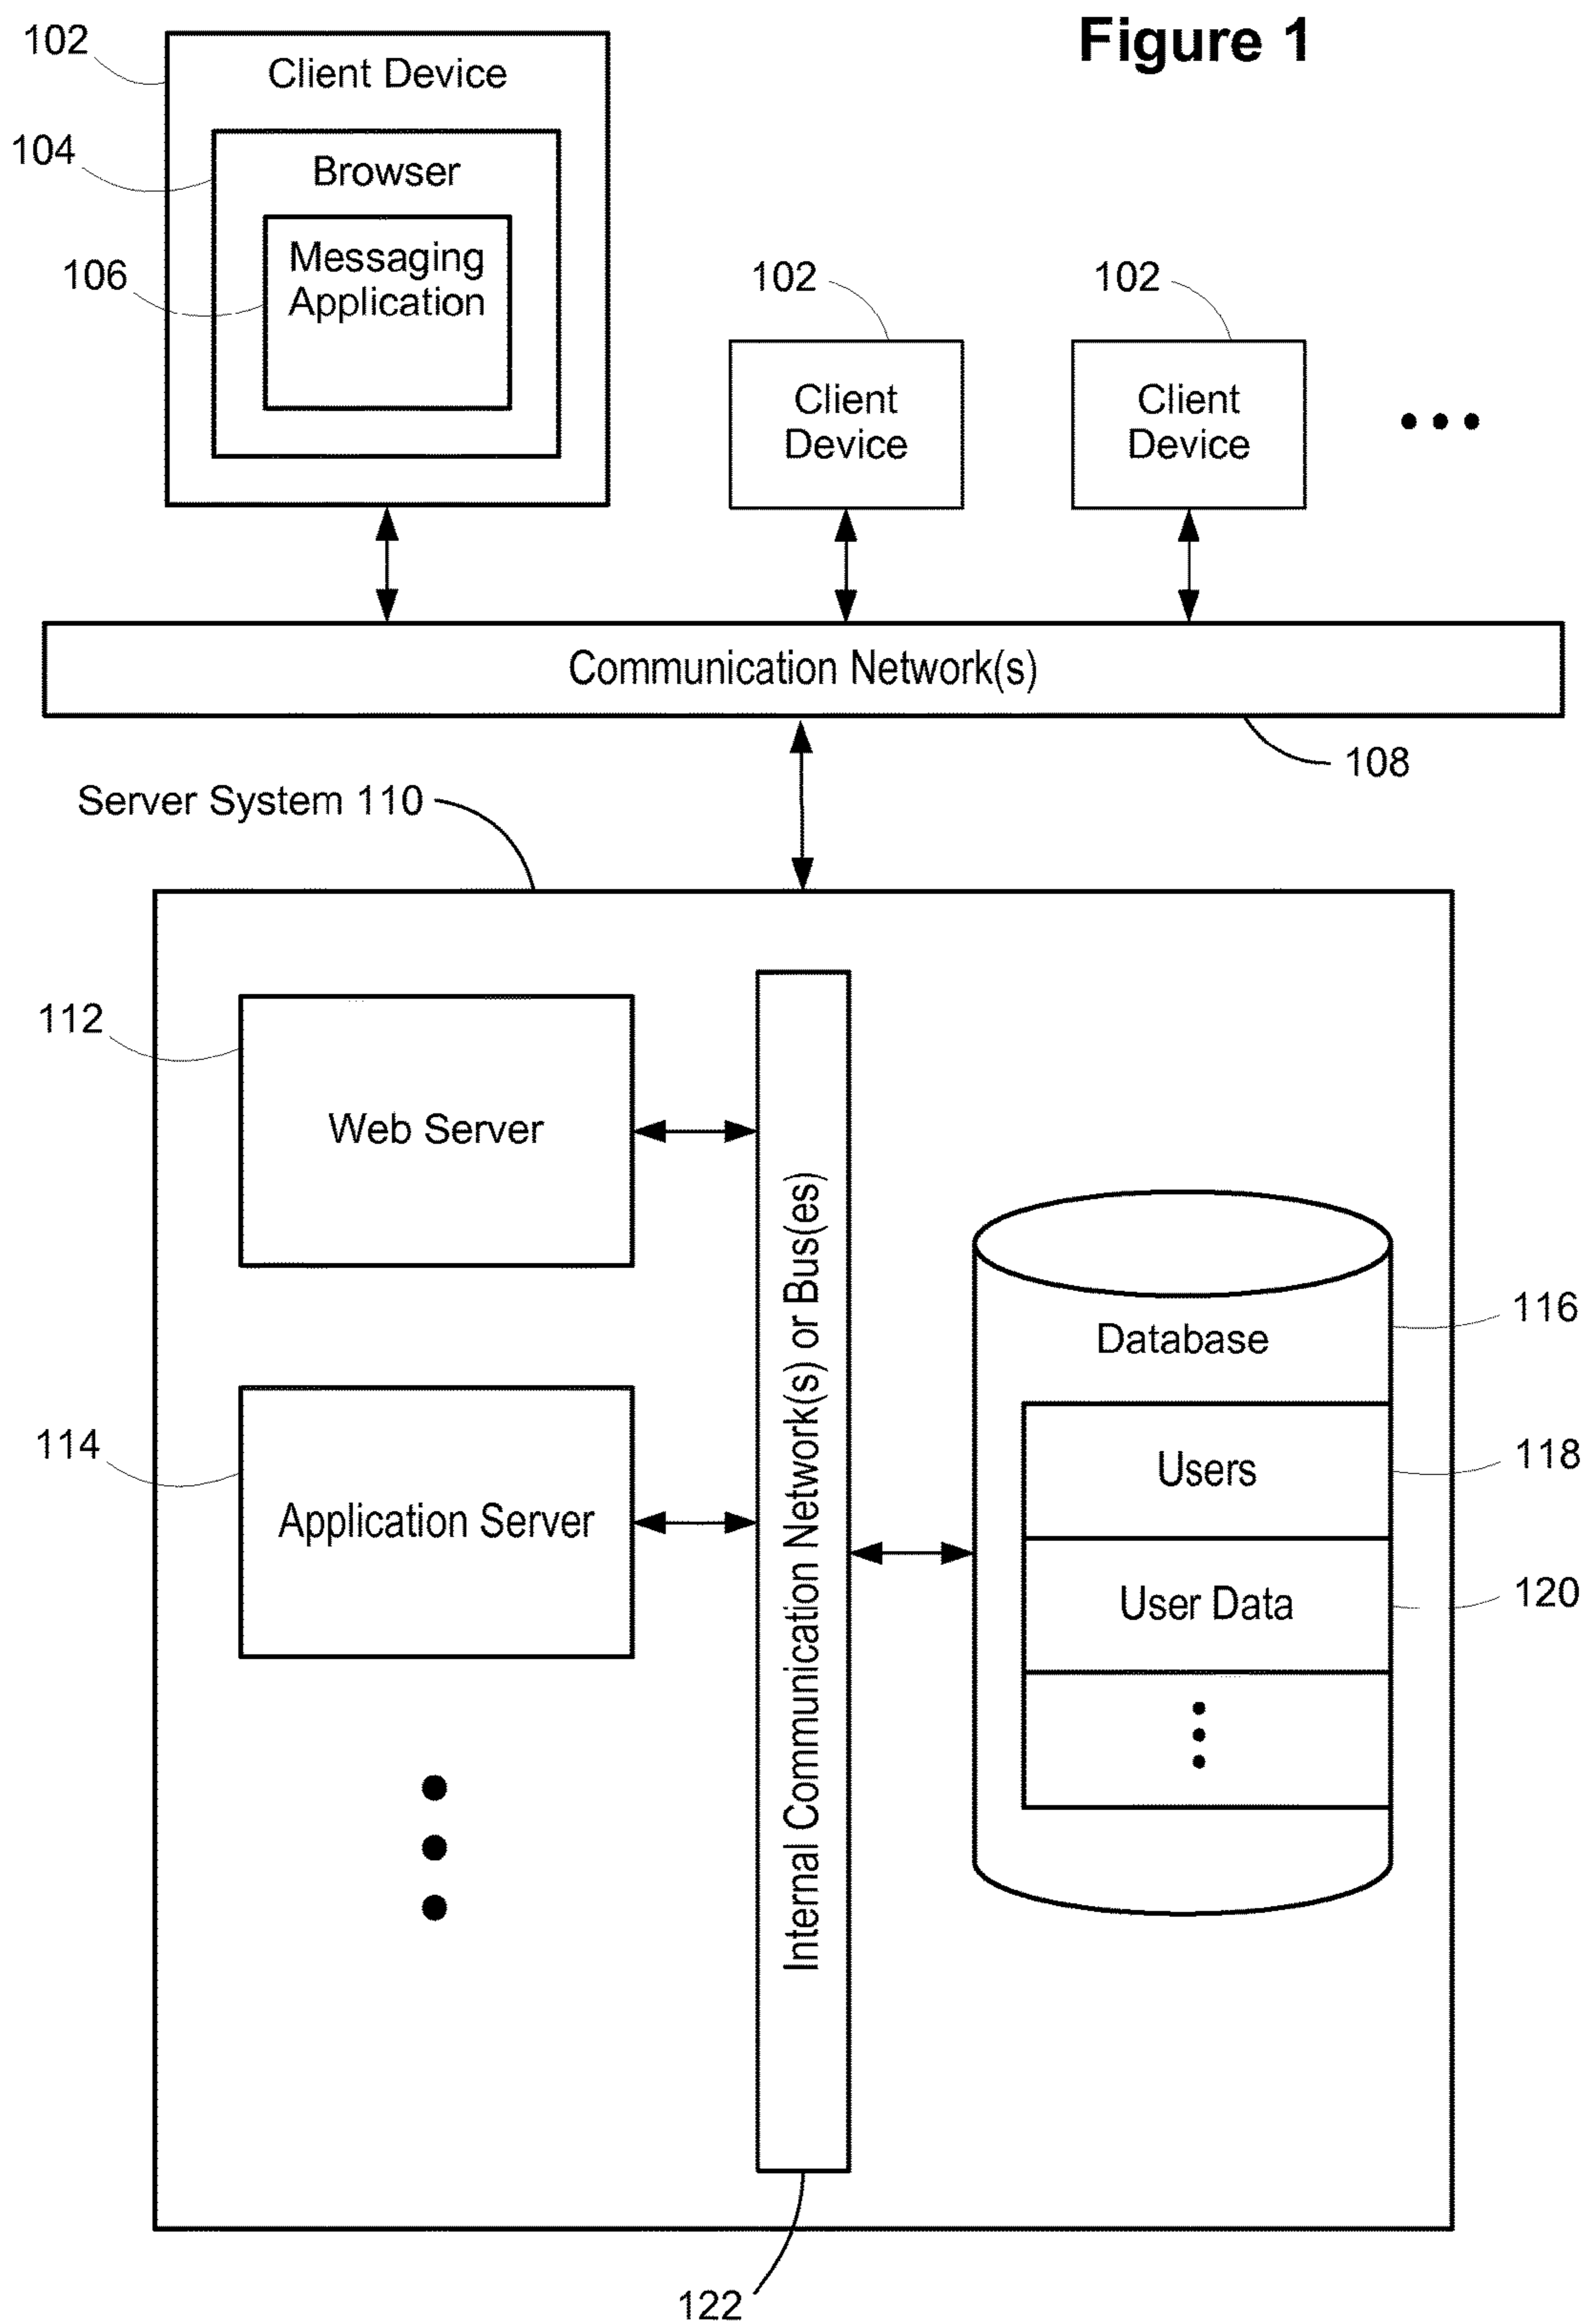 Figure 1
102
Client Device
104
Browser
Messaging
106
Application
102
102
Client
Device
Client
Device
Communication Network(s)
108
Server System 110
112
Web Server
Internal Communication Network(s) or Bus(es)
116
Database
114
118
Users
Application Server
120
User Data
122